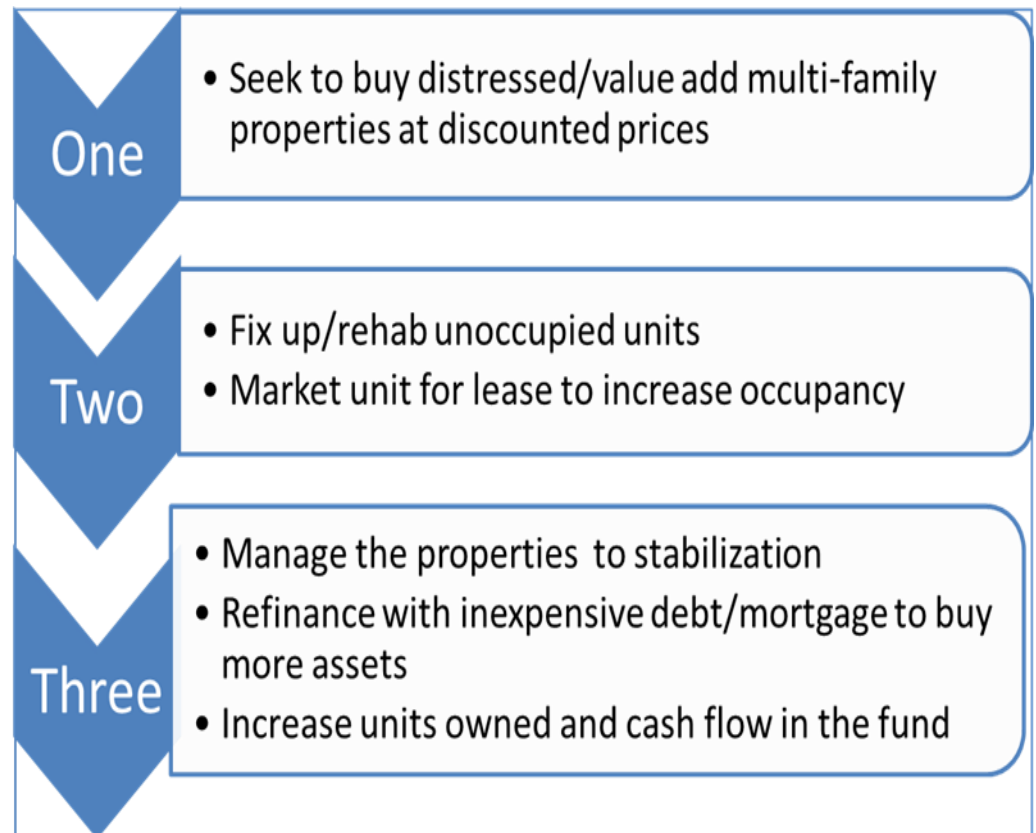 One
• Seek to buy distressed/value add multi-family
properties at discounted prices
Two
• Fix up/rehab unoccupied units
• Market unit for lease to increase occupancy
Three
• Manage the properties  to stabilization
• Refinance with inexpensive debt/mortgage to buy
more assets
• Increase units owned and cash flow in the fund